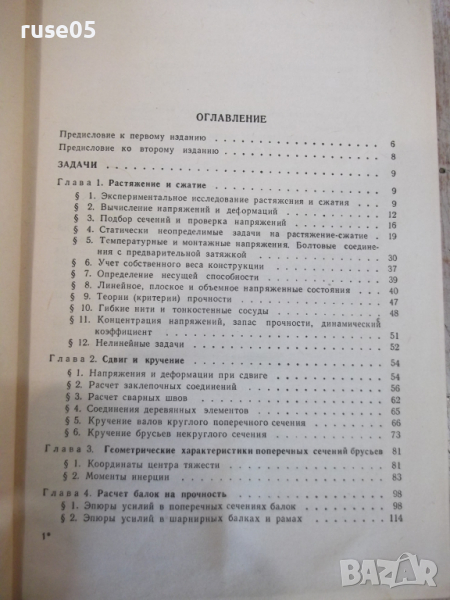 ruse05
ОГЛАВЛЕНИЕ
Предисловие к первому изданию . . . . . . . . . . . . . . 6
Предисловие ко второму изданию . . . . . . . . . . . . . . 8
ЗАДАЧИ . . . . . . . . . . . . . . 9
Глава 1. Растяжение и сжатие . . . . . . . . . . . . . . 9
§ 1. Экспериментальное исследование растяжения и сжатия . . 9
§ 2. Вычисление напряжений и деформаций . . . . . . . . 12
§ 3. Подбор сечений и проверка напряжений . . . . . . . . 16
§ 4. Статически неопределимые задачи на растяжение-сжатие . 19
§ 5. Температурные и монтажные напряжения. Болтовые соедине-
ния с предварительной затяжкой . . . . . . . . . . 30
§ 6. Учет собственного веса конструкции . . . . . . . . . . 37
§ 7. Определение несущей способности . . . . . . . . . . 39
§ 8. Линейное, плоское и объемное напряженные состояния . . 40
§ 9. Теории (критерии) прочности . . . . . . . . . . . . 47
§ 10. Гибкие нити и тонкостенные сосуды . . . . . . . . . . 48
§ 11. Концентрация напряжений, запас прочности, динамический
коэффициент . . . . . . . . . . . . . . 51
§ 12. Нелинейные задачи . . . . . . . . . . . . . . 52
Глава 2. Сдвиг и кручение . . . . . . . . . . . . . . 54
§ 1. Напряжения и деформации при сдвиге . . . . . . . . 54
§ 2. Расчет заклепочных соединений . . . . . . . . . . 56
§ 3. Расчет сварных швов . . . . . . . . . . . . . . 62
§ 4. Соединения деревянных элементов . . . . . . . . . . 65
§ 5. Кручение валов круглого поперечного сечения . . . . . . 66
§ 6. Кручение брусьев некруглого сечения . . . . . . . . 73
Глава 3. Геометрические характеристики поперечных сечений брусьев 81
§ 1. Координаты центра тяжести . . . . . . . . . . . . 81
§ 2. Моменты инерции . . . . . . . . . . . . . . 83
Глава 4. Расчет балок на прочность . . . . . . . . . . . . 98
§ 1. Эпюры усилий в поперечных сечениях балок . . . . . . 98
§ 2. Эпюры усилий в шарнирных балках и рамах . . . . . . 114
1*
BAZAR